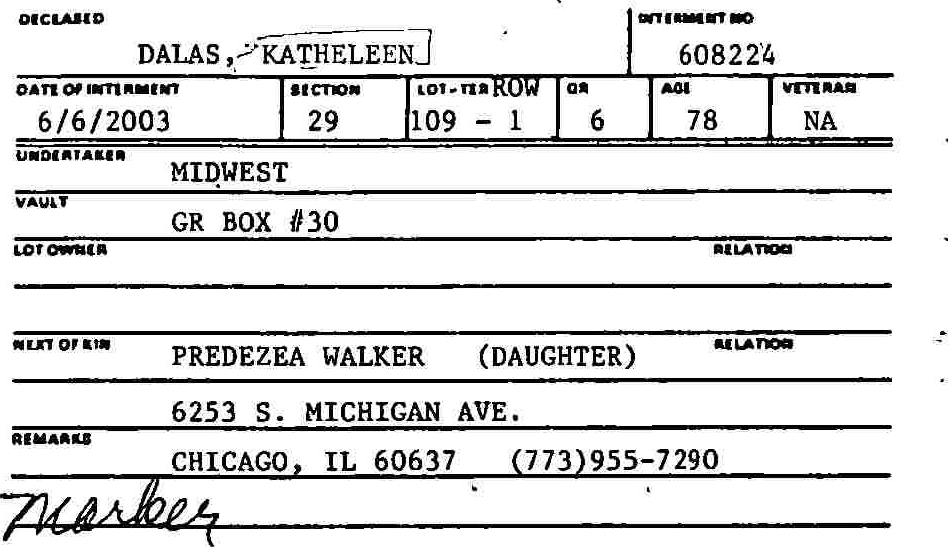 DECEASED INTERMENT NO
DALAS, KATHELEEN 608224
DATE OF INTERMENT SECTION LOT-TER ROW GR AGE VETERAN
6/6/2003 29 109 - 1 6 78 NA
UNDERTAKER
MIDWEST
VAULT
GR BOX #30
LOT OWNER RELATION
NEXT OF KIN PREDEZEA WALKER (DAUGHTER) RELATION
6253 S. MICHIGAN AVE.
REMARKS
CHICAGO, IL 60637 (773)955-7290
Marker